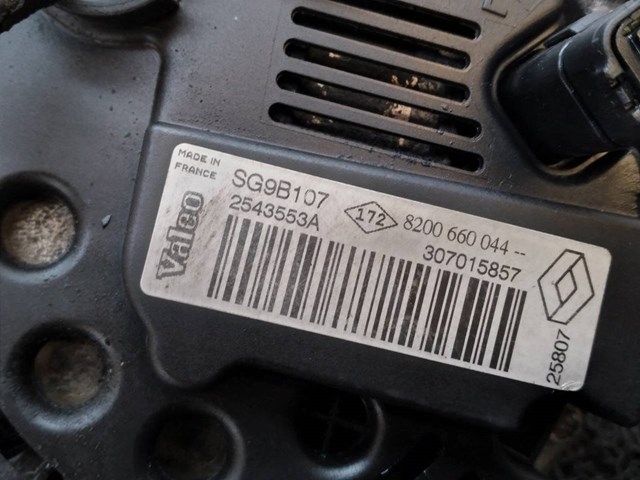 MADE IN
FRANCE
Valeo
SG9B107
2543553A
172
8200 660 044 --
307015857
25807